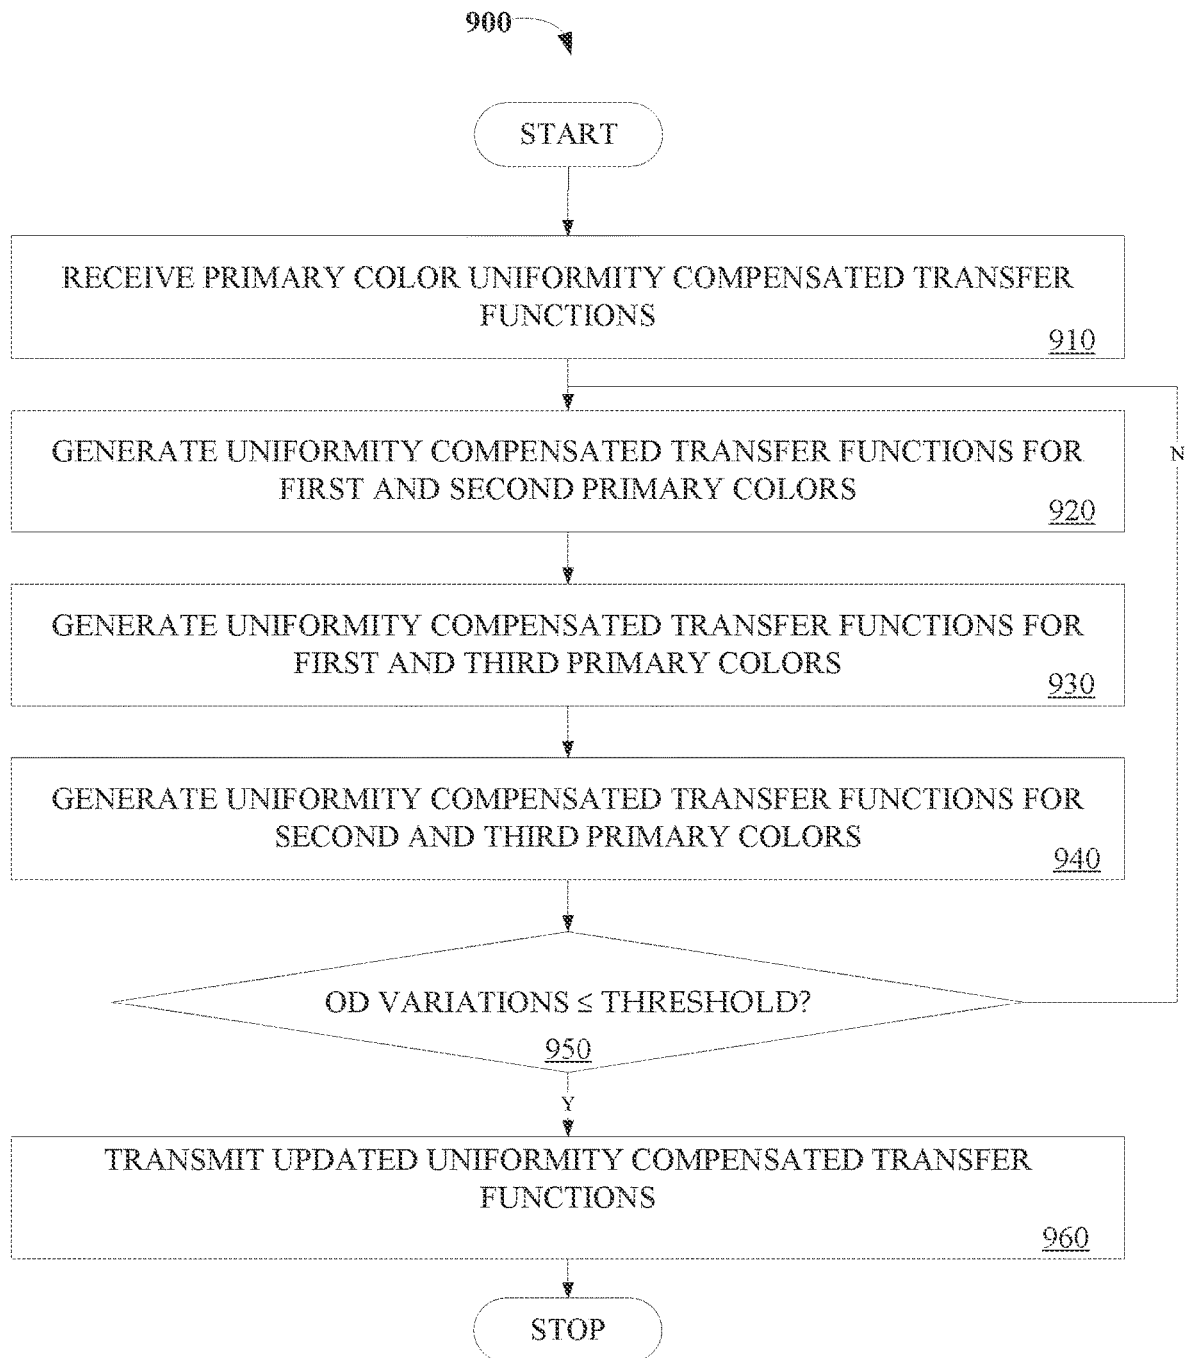 900
START
RECEIVE PRIMARY COLOR UNIFORMITY COMPENSATED TRANSFER
FUNCTIONS
910
GENERATE UNIFORMITY COMPENSATED TRANSFER FUNCTIONS FOR
FIRST AND SECOND PRIMARY COLORS
920
N
GENERATE UNIFORMITY COMPENSATED TRANSFER FUNCTIONS FOR
FIRST AND THIRD PRIMARY COLORS
930
GENERATE UNIFORMITY COMPENSATED TRANSFER FUNCTIONS FOR
SECOND AND THIRD PRIMARY COLORS
940
OD VARIATIONS ≤ THRESHOLD?
950
Y
TRANSMIT UPDATED UNIFORMITY COMPENSATED TRANSFER
FUNCTIONS
960
STOP